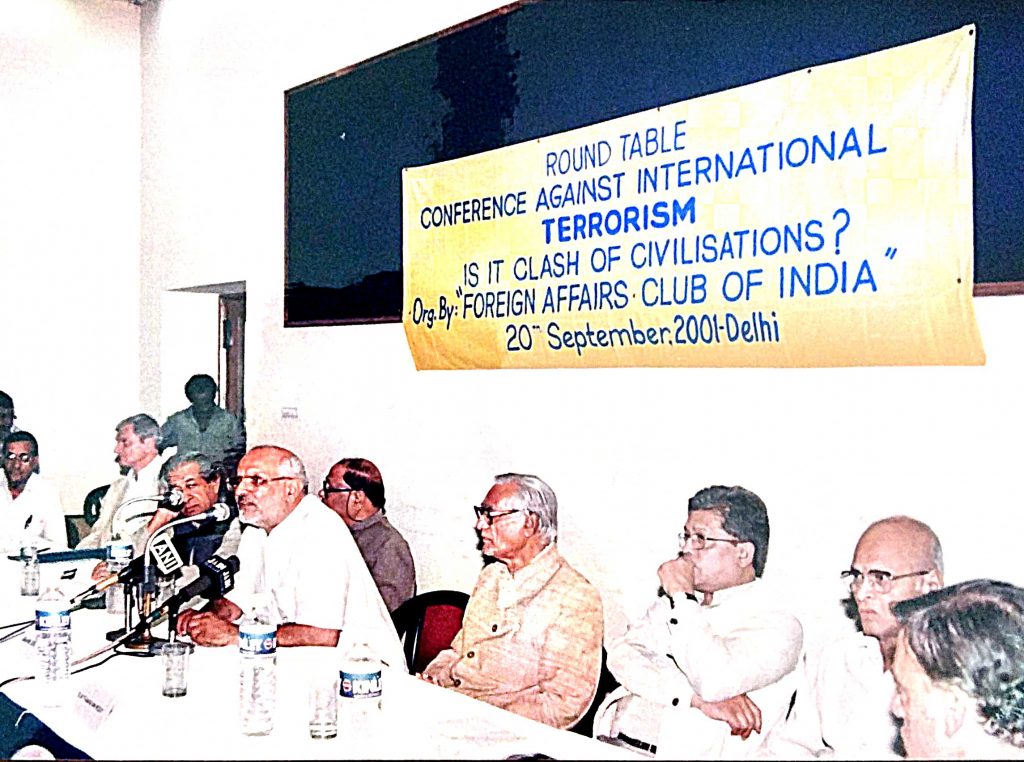 ROUND TABLE
CONFERENCE AGAINST INTERNATIONAL
TERRORISM
IS IT CLASH OF CIVILISATIONS?
Org. By: "FOREIGN AFFAIRS CLUB OF INDIA"
20TH September, 2001-Delhi
ANI